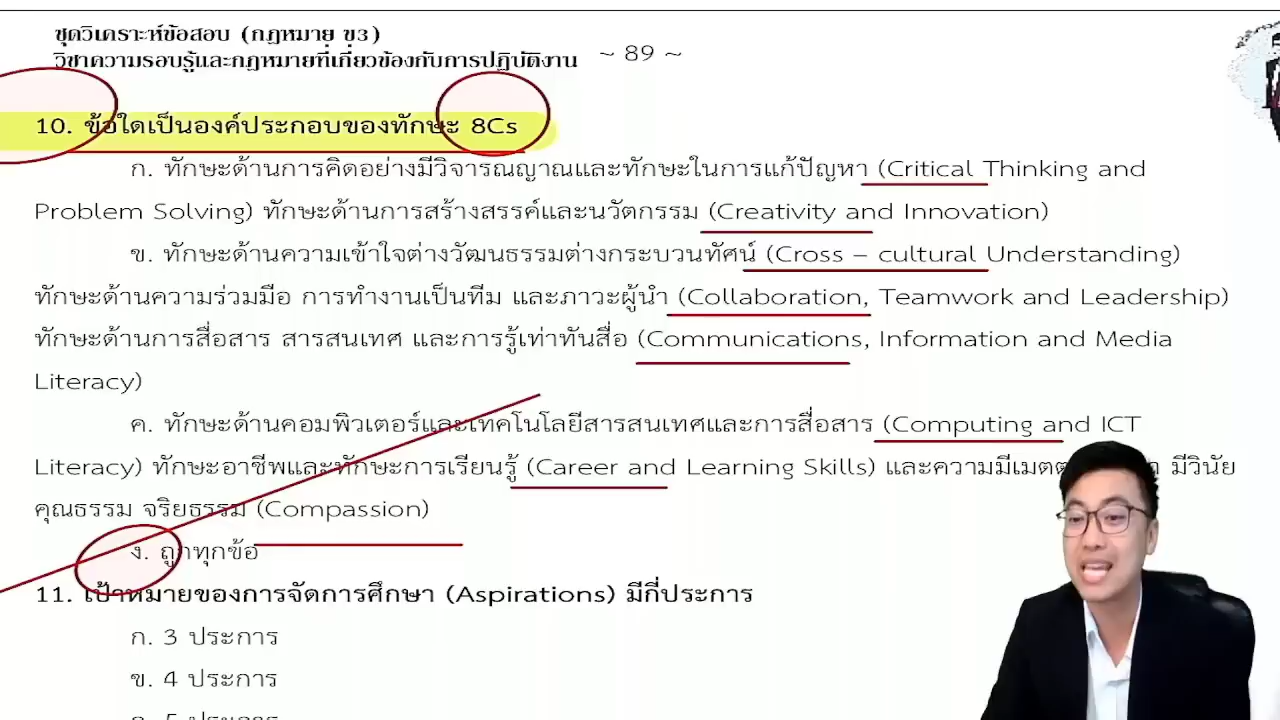 ชุดวิเคราะห์ข้อสอบ (กฎหมาย ข3)
วิชาความรอบรู้และกฎหมายที่เกี่ยวข้องกับการปฏิบัติงาน ~ 89 ~
10. ข้อใดเป็นองค์ประกอบของทักษะ 8Cs
ก. ทักษะด้านการคิดอย่างมีวิจารณญาณและทักษะในการแก้ปัญหา (Critical Thinking and
Problem Solving) ทักษะด้านการสร้างสรรค์และนวัตกรรม (Creativity and Innovation)
ข. ทักษะด้านความเข้าใจต่างวัฒนธรรมต่างกระบวนทัศน์ (Cross – cultural Understanding)
ทักษะด้านความร่วมมือ การทำงานเป็นทีม และภาวะผู้นำ (Collaboration, Teamwork and Leadership)
ทักษะด้านการสื่อสาร สารสนเทศ และการรู้เท่าทันสื่อ (Communications, Information and Media
Literacy)
ค. ทักษะด้านคอมพิวเตอร์และเทคโนโลยีสารสนเทศและการสื่อสาร (Computing and ICT
Literacy) ทักษะอาชีพและทักษะการเรียนรู้ (Career and Learning Skills) และความมีเมตต มีวินัย
คุณธรรม จริยธรรม (Compassion)
ง. ถูกทุกข้อ
11. เป้าหมายของการจัดการศึกษา (Aspirations) มีกี่ประการ
ก. 3 ประการ
ข. 4 ประการ
ค. 5 ประการ